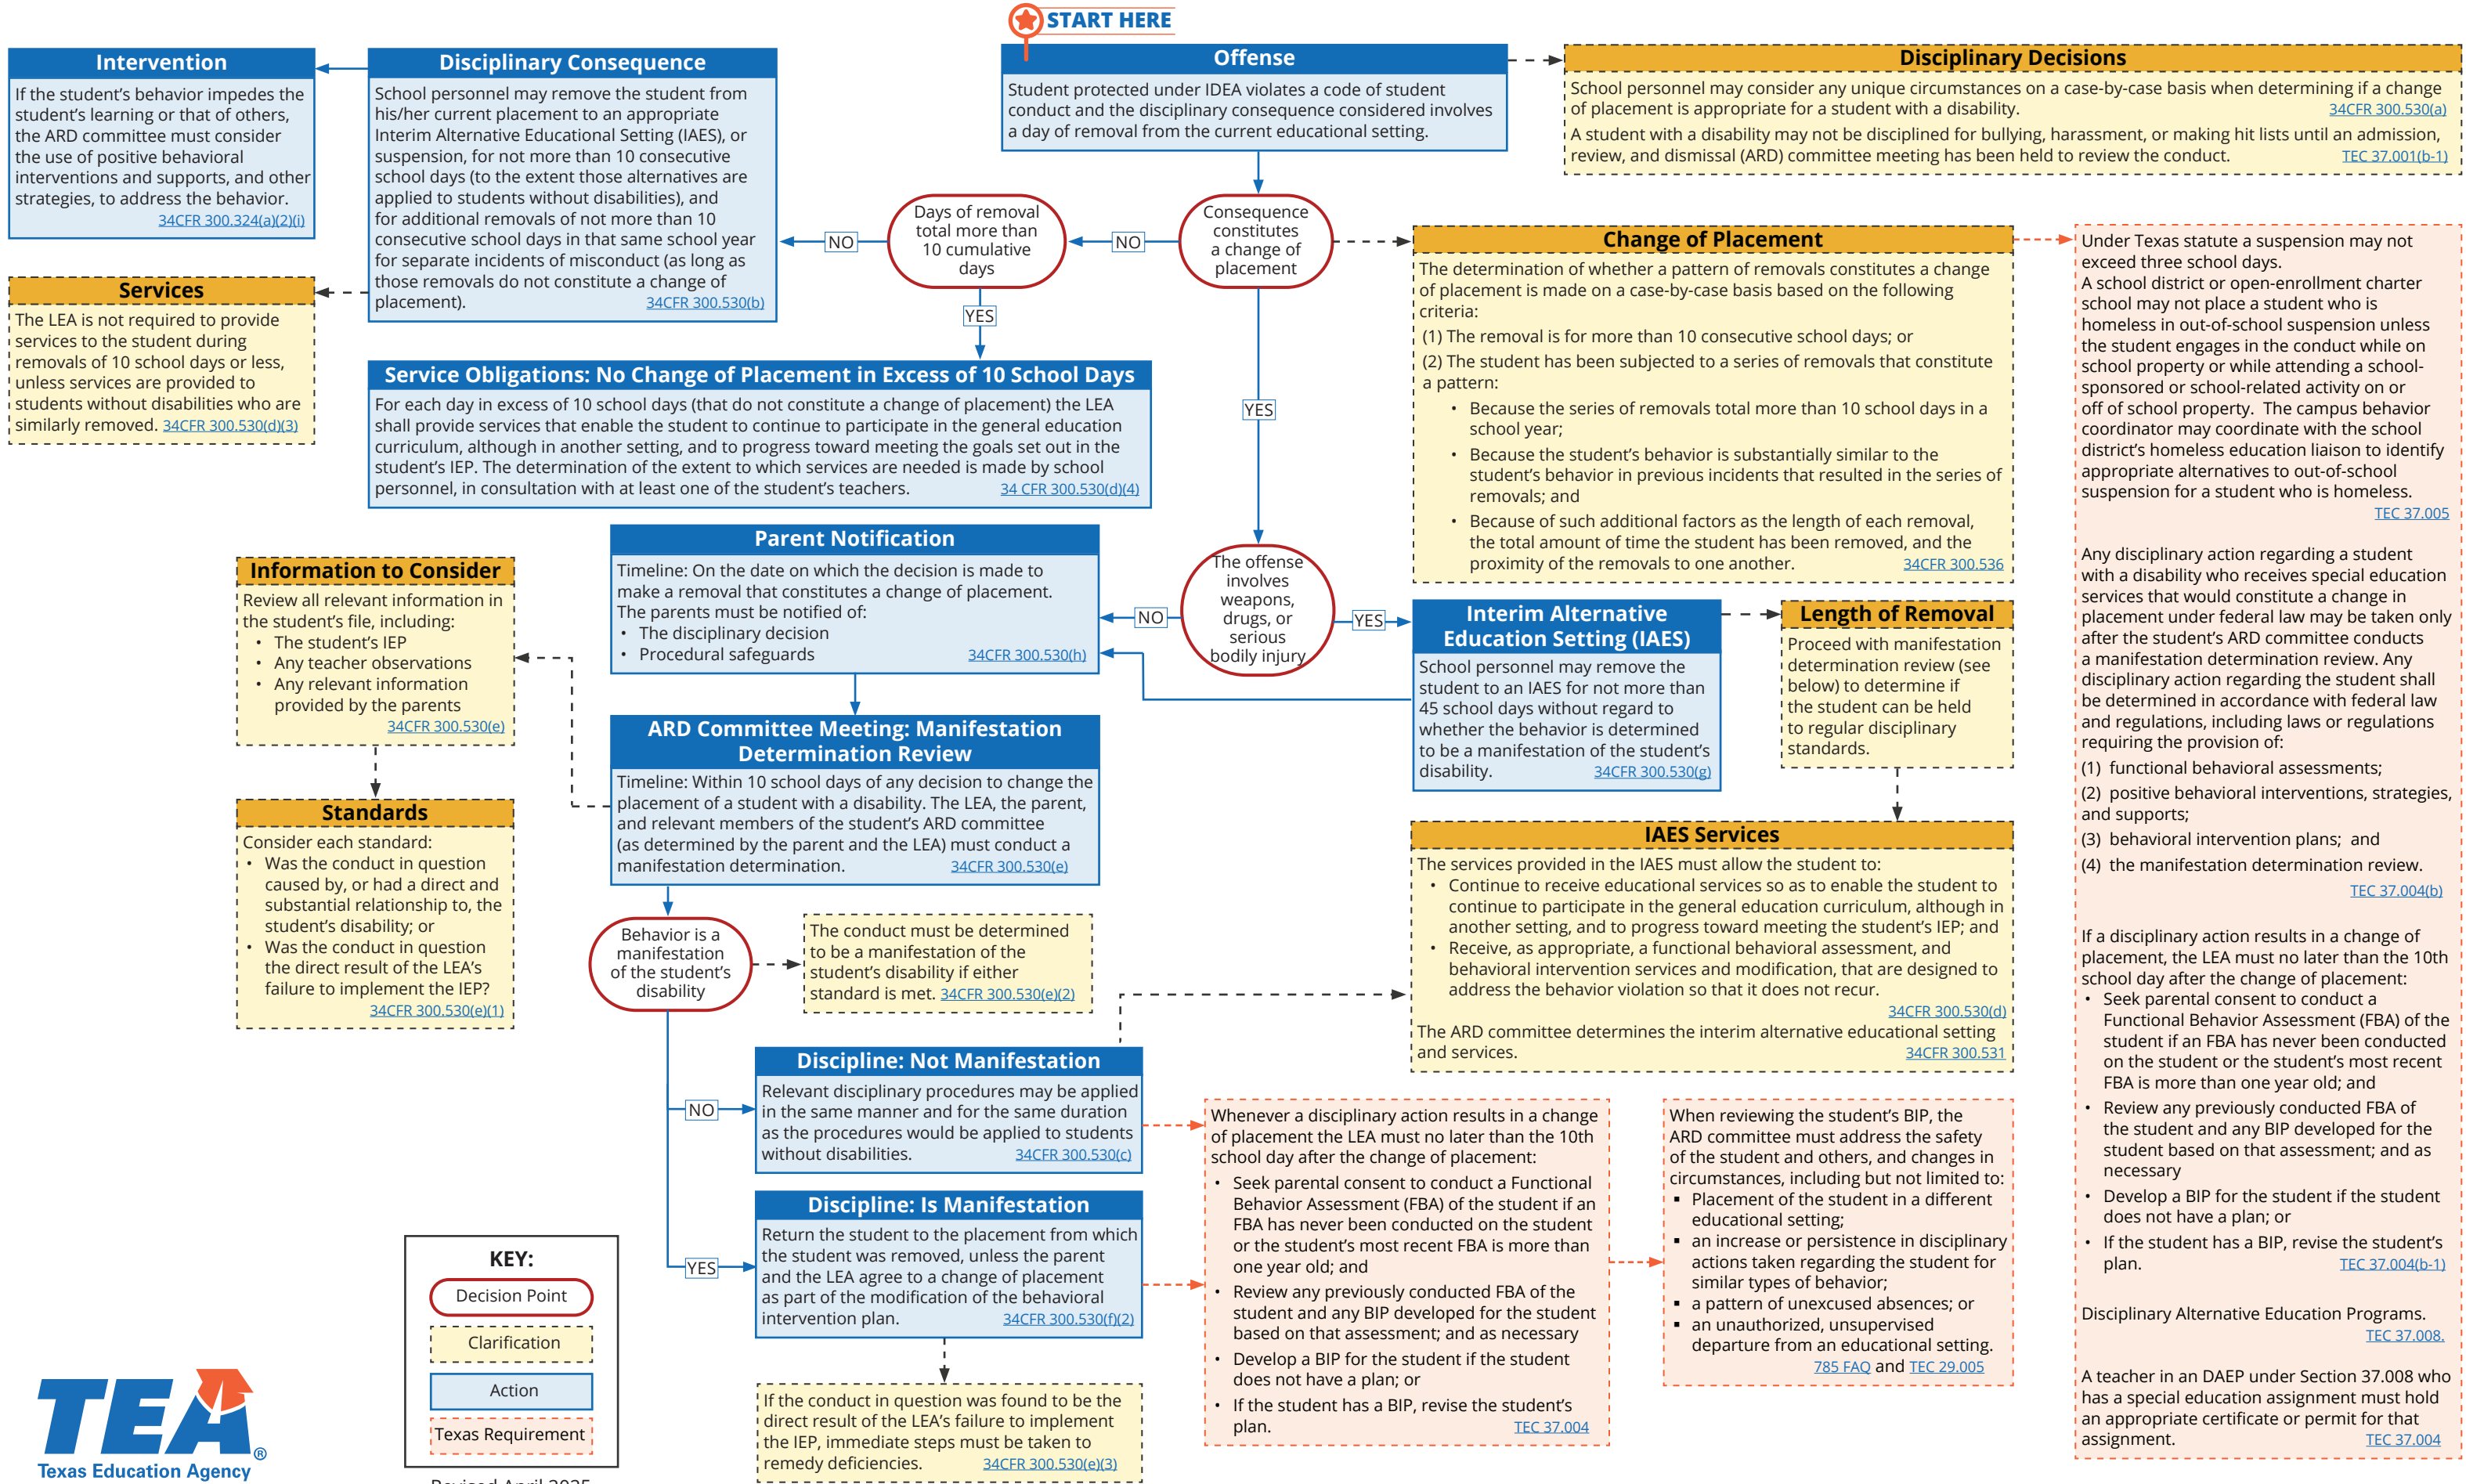 START HERE
Offense
Student protected under IDEA violates a code of student
conduct and the disciplinary consequence considered involves
a day of removal from the current educational setting.
Disciplinary Decisions
School personnel may consider any unique circumstances on a case-by-case basis when determining if a change
of placement is appropriate for a student with a disability. 34CFR 300.530(a)
A student with a disability may not be disciplined for bullying, harassment, or making hit lists until an admission,
review, and dismissal (ARD) committee meeting has been held to review the conduct. TEC 37.001(b-1)
Intervention
If the student’s behavior impedes the
student’s learning or that of others,
the ARD committee must consider
the use of positive behavioral
interventions and supports, and other
strategies, to address the behavior.
34CFR 300.324(a)(2)(i)
Disciplinary Consequence
School personnel may remove the student from
his/her current placement to an appropriate
Interim Alternative Educational Setting (IAES), or
suspension, for not more than 10 consecutive
school days (to the extent those alternatives are
applied to students without disabilities), and
for additional removals of not more than 10
consecutive school days in that same school year
for separate incidents of misconduct (as long as
those removals do not constitute a change of
placement). 34CFR 300.530(b)
Services
The LEA is not required to provide
services to the student during
removals of 10 school days or less,
unless services are provided to
students without disabilities who are
similarly removed. 34CFR 300.530(d)(3)
NO
Days of removal
total more than
10 cumulative
days
NO
Consequence
constitutes
a change of
placement
YES
YES
Change of Placement
The determination of whether a pattern of removals constitutes a change
of placement is made on a case-by-case basis based on the following
criteria:
(1) The removal is for more than 10 consecutive school days; or
(2) The student has been subjected to a series of removals that constitute
a pattern:
• Because the series of removals total more than 10 school days in a
school year;
• Because the student’s behavior is substantially similar to the
student’s behavior in previous incidents that resulted in the series of
removals; and
• Because of such additional factors as the length of each removal,
the total amount of time the student has been removed, and the
proximity of the removals to one another. 34CFR 300.536
Under Texas statute a suspension may not
exceed three school days.
A school district or open-enrollment charter
school may not place a student who is
homeless in out-of-school suspension unless
the student engages in the conduct while on
school property or while attending a school-
sponsored or school-related activity on or
off of school property. The campus behavior
coordinator may coordinate with the school
district’s homeless education liaison to identify
appropriate alternatives to out-of-school
suspension for a student who is homeless.
TEC 37.005
Any disciplinary action regarding a student
with a disability who receives special education
services that would constitute a change in
placement under federal law may be taken only
after the student’s ARD committee conducts
a manifestation determination review. Any
disciplinary action regarding the student shall
be determined in accordance with federal law
and regulations, including laws or regulations
requiring the provision of:
(1) functional behavioral assessments;
(2) positive behavioral interventions, strategies,
and supports;
(3) behavioral intervention plans; and
(4) the manifestation determination review.
TEC 37.004(b)
If a disciplinary action results in a change of
placement, the LEA must no later than the 10th
school day after the change of placement:
• Seek parental consent to conduct a
Functional Behavior Assessment (FBA) of the
student if an FBA has never been conducted
on the student or the student’s most recent
FBA is more than one year old; and
• Review any previously conducted FBA of
the student and any BIP developed for the
student based on that assessment; and as
necessary
• Develop a BIP for the student if the student
does not have a plan; or
• If the student has a BIP, revise the student’s
plan. TEC 37.004(b-1)
Disciplinary Alternative Education Programs.
TEC 37.008.
A teacher in an DAEP under Section 37.008 who
has a special education assignment must hold
an appropriate certificate or permit for that
assignment. TEC 37.004
Service Obligations: No Change of Placement in Excess of 10 School Days
For each day in excess of 10 school days (that do not constitute a change of placement) the LEA
shall provide services that enable the student to continue to participate in the general education
curriculum, although in another setting, and to progress toward meeting the goals set out in the
student’s IEP. The determination of the extent to which services are needed is made by school
personnel, in consultation with at least one of the student’s teachers. 34 CFR 300.530(d)(4)
Parent Notification
Timeline: On the date on which the decision is made to
make a removal that constitutes a change of placement.
The parents must be notified of:
• The disciplinary decision
• Procedural safeguards 34CFR 300.530(h)
NO
The offense
involves
weapons,
drugs, or
serious
bodily injury
YES
Interim Alternative
Education Setting (IAES)
School personnel may remove the
student to an IAES for not more than
45 school days without regard to
whether the behavior is determined
to be a manifestation of the student’s
disability. 34CFR 300.530(g)
Length of Removal
Proceed with manifestation
determination review (see
below) to determine if
the student can be held
to regular disciplinary
standards.
Information to Consider
Review all relevant information in
the student’s file, including:
• The student’s IEP
• Any teacher observations
• Any relevant information
provided by the parents
34CFR 300.530(e)
Standards
Consider each standard:
• Was the conduct in question
caused by, or had a direct and
substantial relationship to, the
student’s disability; or
• Was the conduct in question
the direct result of the LEA’s
failure to implement the IEP?
34CFR 300.530(e)(1)
ARD Committee Meeting: Manifestation
Determination Review
Timeline: Within 10 school days of any decision to change the
placement of a student with a disability. The LEA, the parent,
and relevant members of the student’s ARD committee
(as determined by the parent and the LEA) must conduct a
manifestation determination. 34CFR 300.530(e)
Behavior is a
manifestation
of the student’s
disability
The conduct must be determined
to be a manifestation of the
student’s disability if either
standard is met. 34CFR 300.530(e)(2)
IAES Services
The services provided in the IAES must allow the student to:
• Continue to receive educational services so as to enable the student to
continue to participate in the general education curriculum, although in
another setting, and to progress toward meeting the student’s IEP; and
• Receive, as appropriate, a functional behavioral assessment, and
behavioral intervention services and modification, that are designed to
address the behavior violation so that it does not recur.
34CFR 300.530(d)
The ARD committee determines the interim alternative educational setting
and services. 34CFR 300.531
NO
Discipline: Not Manifestation
Relevant disciplinary procedures may be applied
in the same manner and for the same duration
as the procedures would be applied to students
without disabilities. 34CFR 300.530(c)
YES
Discipline: Is Manifestation
Return the student to the placement from which
the student was removed, unless the parent
and the LEA agree to a change of placement
as part of the modification of the behavioral
intervention plan. 34CFR 300.530(f)(2)
If the conduct in question was found to be the
direct result of the LEA’s failure to implement
the IEP, immediate steps must be taken to
remedy deficiencies. 34CFR 300.530(e)(3)
Whenever a disciplinary action results in a change
of placement the LEA must no later than the 10th
school day after the change of placement:
• Seek parental consent to conduct a Functional
Behavior Assessment (FBA) of the student if an
FBA has never been conducted on the student
or the student’s most recent FBA is more than
one year old; and
• Review any previously conducted FBA of the
student and any BIP developed for the student
based on that assessment; and as necessary
• Develop a BIP for the student if the student
does not have a plan; or
• If the student has a BIP, revise the student’s
plan. TEC 37.004
When reviewing the student’s BIP, the
ARD committee must address the safety
of the student and others, and changes in
circumstances, including but not limited to:
▪ Placement of the student in a different
educational setting;
▪ an increase or persistence in disciplinary
actions taken regarding the student for
similar types of behavior;
▪ a pattern of unexcused absences; or
▪ an unauthorized, unsupervised
departure from an educational setting.
785 FAQ and TEC 29.005
KEY:
Decision Point
Clarification
Action
Texas Requirement
TEA®
Texas Education Agency
Revised April 2025